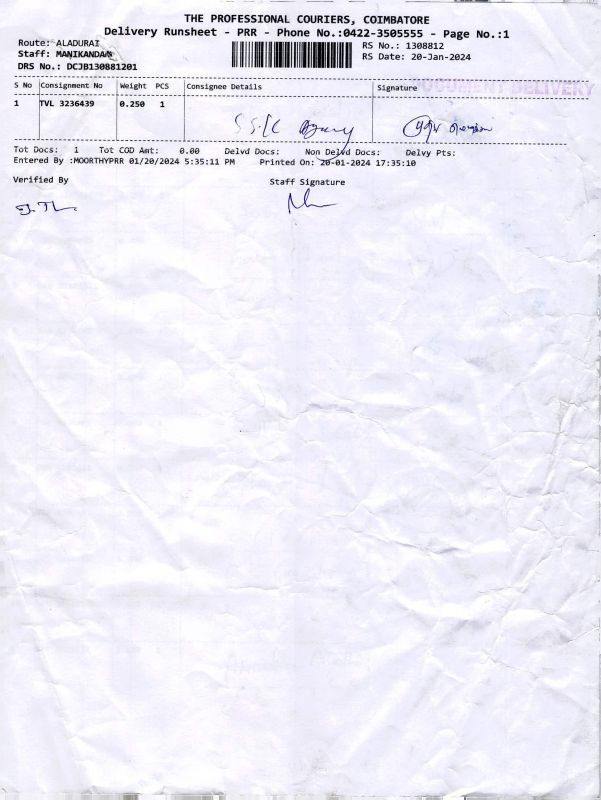 THE PROFESSIONAL COURIERS, COIMBATORE
Delivery Runsheet - PRR - Phone No.:0422-3505555 - Page No.:1
Route: ALADURAI
RS No.: 1308812
Staff: MANIKANDAN
RS Date: 20-Jan-2024
DRS No.: DCJB130881201
S No Consignment No Weight PCS Consignee Details Signature
DOCUMENT DELIVERY
1 TVL 3236439 0.250 1
Tot Docs: 1 Tot COD Amt: 0.00 Delvd Docs: Non Delvd Docs: Delvy Pts:
Entered By :MOORTHYPRR 01/20/2024 5:35:11 PM Printed On: 20-01-2024 17:35:10
Verified By Staff Signature